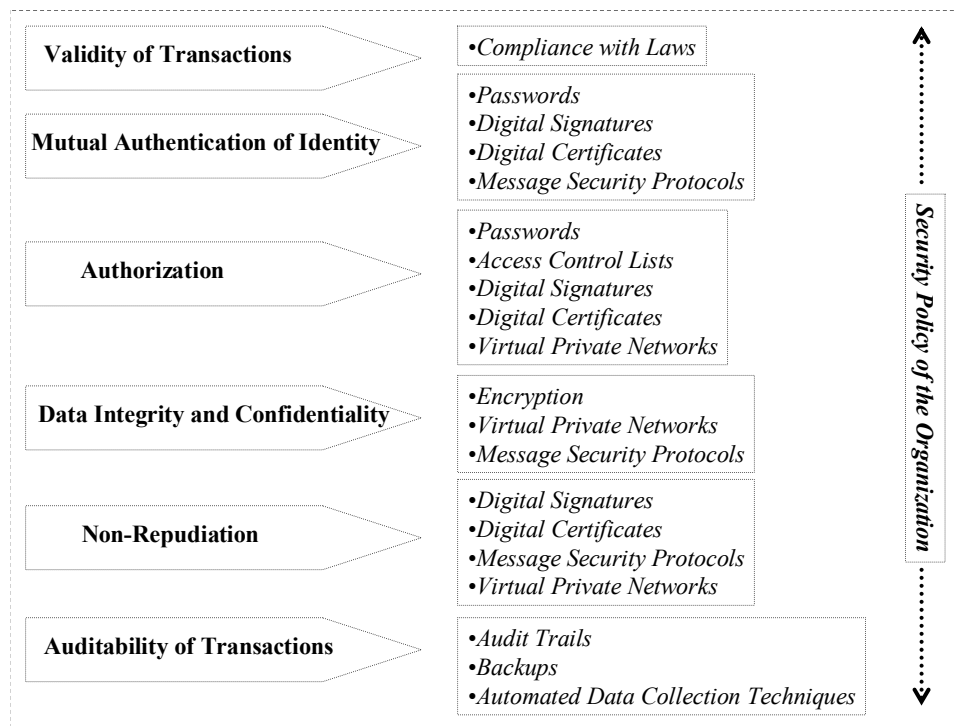 Validity of Transactions
•Compliance with Laws
Mutual Authentication of Identity
•Passwords
•Digital Signatures
•Digital Certificates
•Message Security Protocols
Authorization
•Passwords
•Access Control Lists
•Digital Signatures
•Digital Certificates
•Virtual Private Networks
Data Integrity and Confidentiality
•Encryption
•Virtual Private Networks
•Message Security Protocols
Non-Repudiation
•Digital Signatures
•Digital Certificates
•Message Security Protocols
•Virtual Private Networks
Auditability of Transactions
•Audit Trails
•Backups
•Automated Data Collection Techniques
Security Policy of the Organization